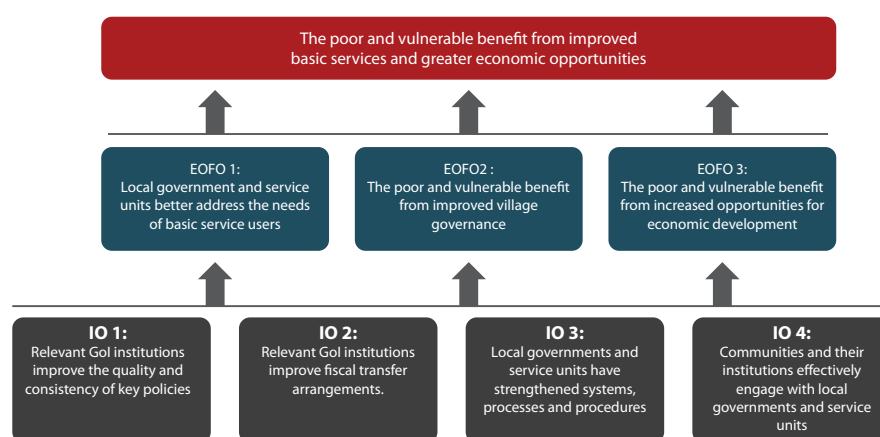 The poor and vulnerable benefit from improved
basic services and greater economic opportunities
EOFO 1:
Local government and service
units better address the needs
of basic service users
EOFO2 :
The poor and vulnerable benefit
from improved village
governance
EOFO 3:
The poor and vulnerable benefit
from increased opportunities for
economic development
IO 1:
Relevant GoI institutions
improve the quality and
consistency of key policies
IO 2:
Relevant GoI institutions
improve fiscal transfer
arrangements.
IO 3:
Local governments and
service units have
strengthened systems,
processes and procedures
IO 4:
Communities and their
institutions effectively
engage with local
governments and service
units